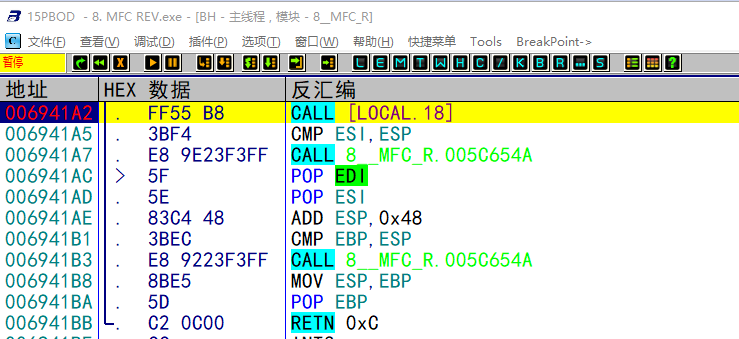 15PBOD - 8. MFC REV.exe - [BH - 主线程 , 模块 - 8__MFC_R]
C 文件(F) 查看(V) 调试(D) 插件(P) 选项(T) 窗口(W) 帮助(H) 快捷菜单 Tools BreakPoint->
暂停 L E M T W H C / K B R ... S ?
地址 HEX 数据 反汇编
006941A2 . FF55 B8 CALL [LOCAL.18]
006941A5 . 3BF4 CMP ESI,ESP
006941A7 . E8 9E23F3FF CALL 8__MFC_R.005C654A
006941AC > 5F POP EDI
006941AD . 5E POP ESI
006941AE . 83C4 48 ADD ESP,0x48
006941B1 . 3BEC CMP EBP,ESP
006941B3 . E8 9223F3FF CALL 8__MFC_R.005C654A
006941B8 . 8BE5 MOV ESP,EBP
006941BA . 5D POP EBP
006941BB . C2 0C00 RETN 0xC